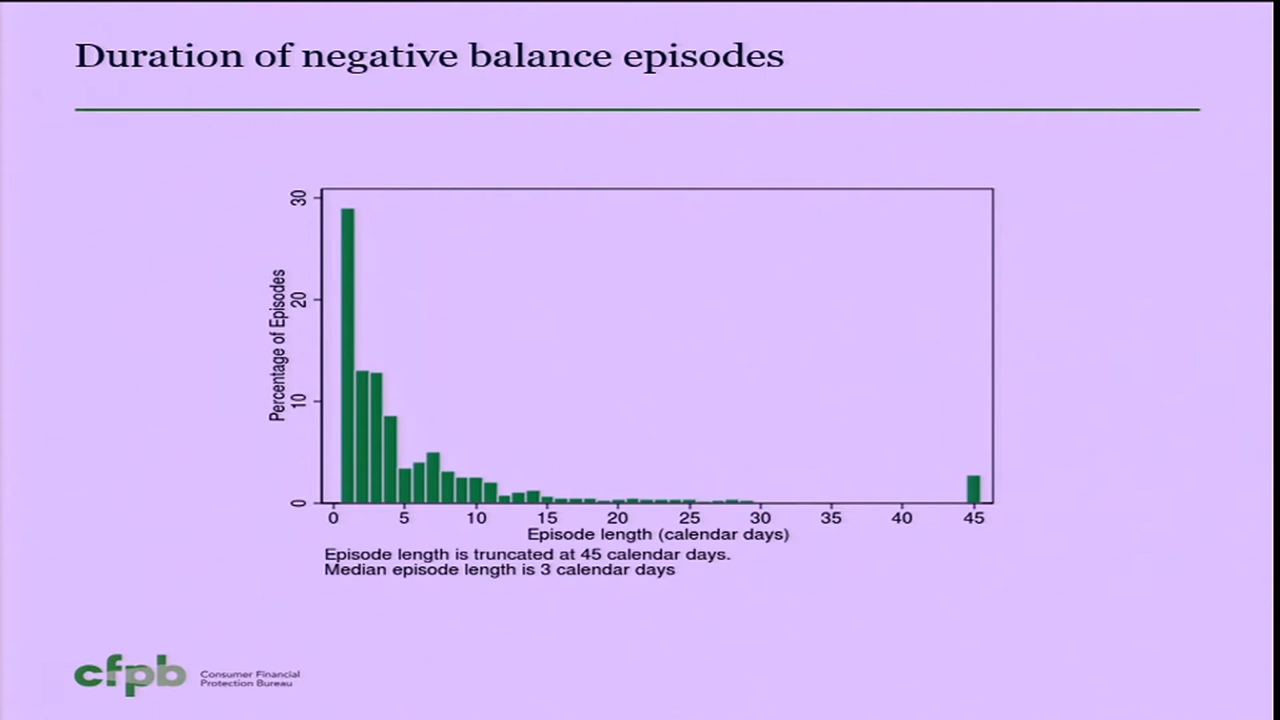 Duration of negative balance episodes
30
20
10
0
Percentage of Episodes
0 5 10 15 20 25 30 35 40 45
Episode length (calendar days)
Episode length is truncated at 45 calendar days.
Median episode length is 3 calendar days
cfpb
Consumer Financial
Protection Bureau